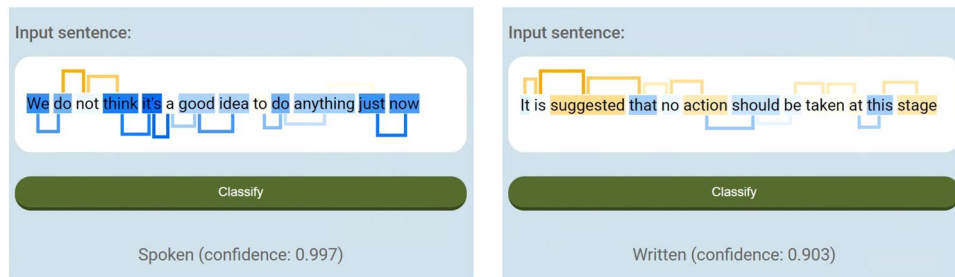 Input sentence:
We do not think it's a good idea to do anything just now
Classify
Spoken (confidence: 0.997)
Input sentence:
It is suggested that no action should be taken at this stage
Classify
Written (confidence: 0.903)